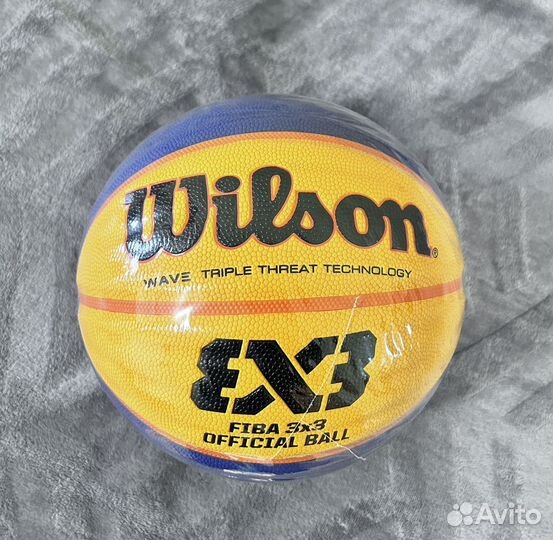 Wilson®
WAVE TRIPLE THREAT TECHNOLOGY
3X3
FIBA 3x3
OFFICIAL BALL
Avito